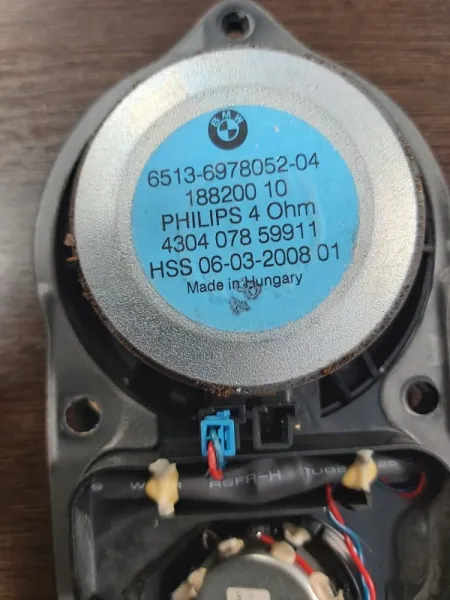 BMW
6513-6978052-04
188200 10
PHILIPS 4 Ohm
4304 078 59911
HSS 06-03-2008 01
Made in Hungary